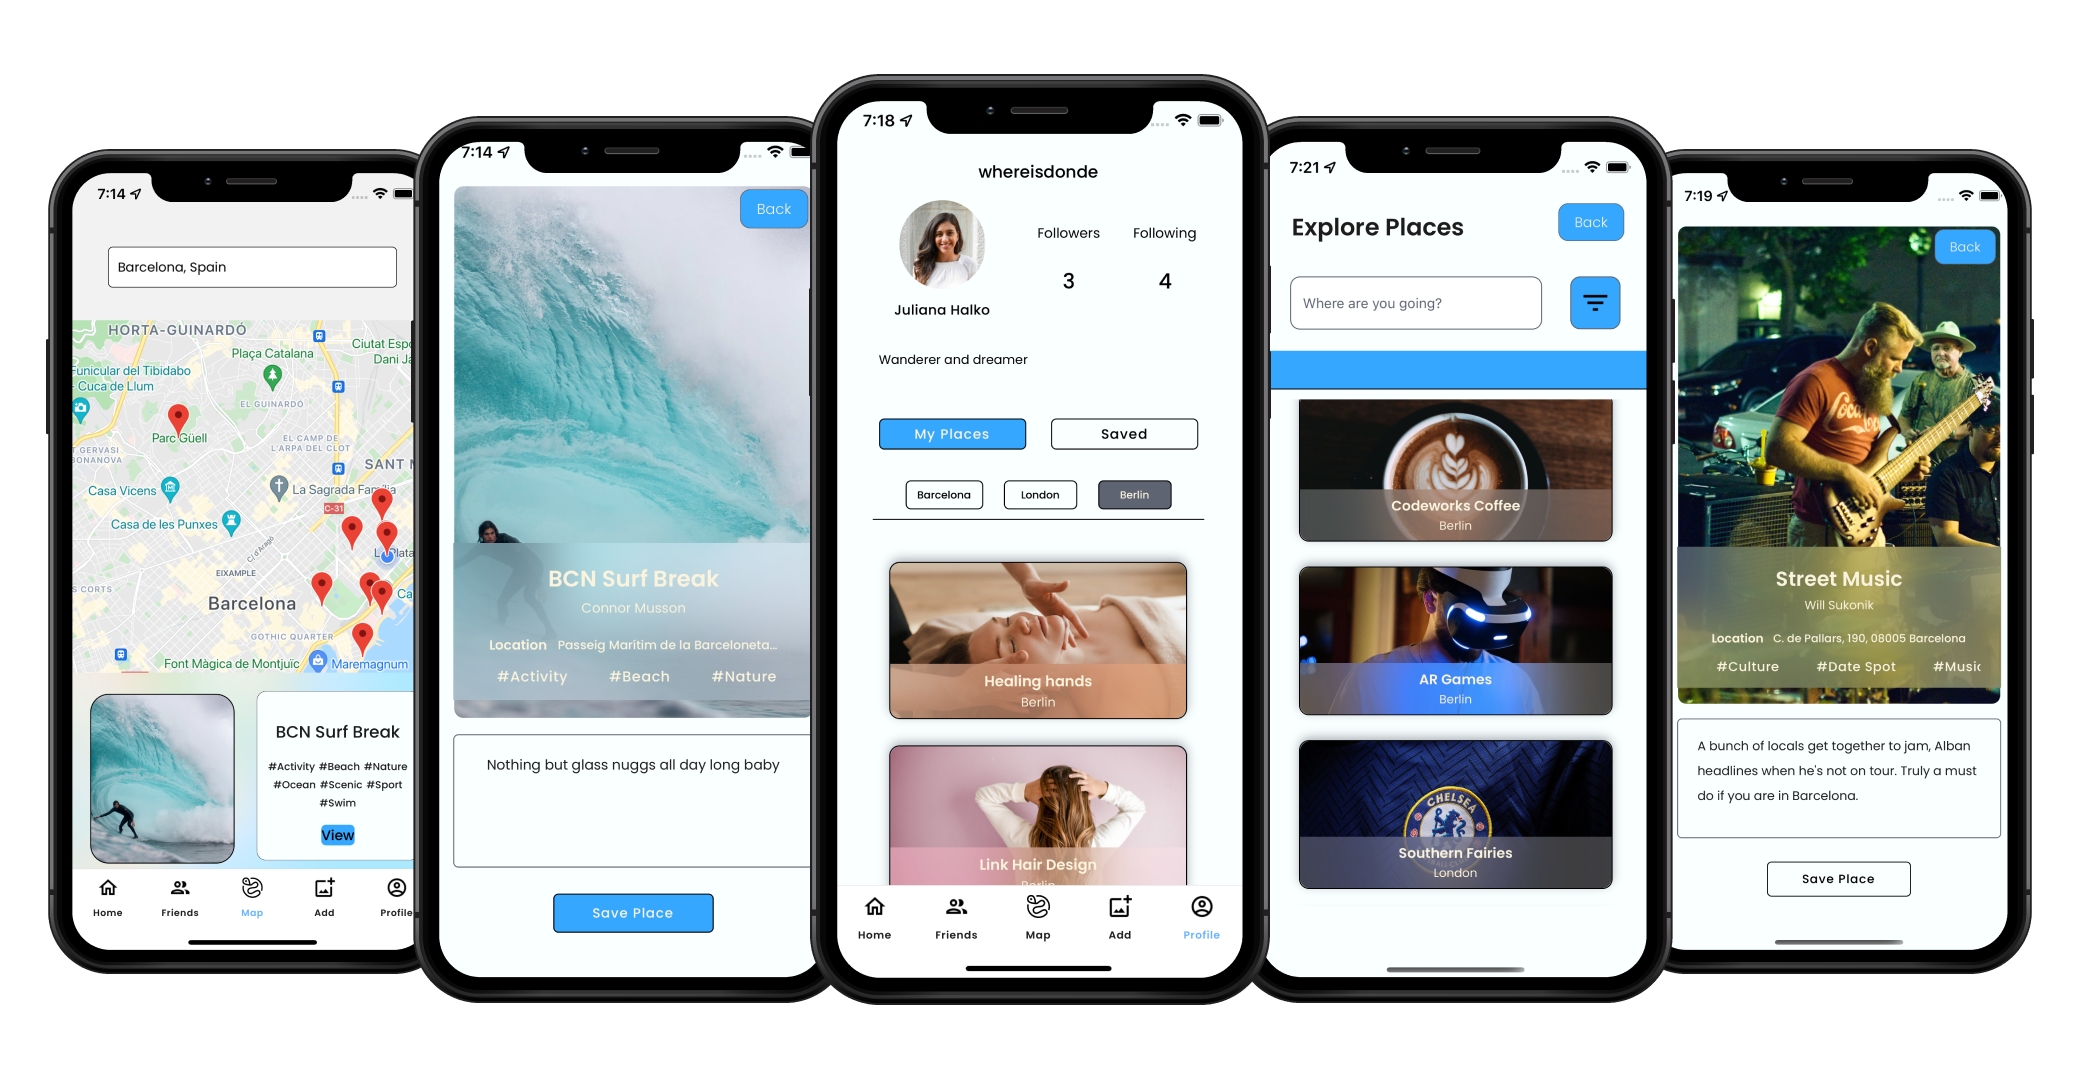 7:14
Barcelona, Spain
HORTA-GUINARDÓ
Plaça Catalana
Ciutat Espo
Dani Ja
Funicular del Tibidabo
- Cuca de Llum
EL GUINARDÓ
Parc Güell
EL CAMP DE
L'ARPA DEL CLOT
T GERVASI
BONANOVA
SANT M
Casa Vicens
La Sagrada Família
C-31
Casa de les Punxes
La Plata
C/ d'Aragó
EIXAMPLE
S CORTS
Barcelona
Ca
GOTHIC QUARTER
Font Màgica de Montjuïc
Maremagnum
BCN Surf Break
#Activity #Beach #Nature
#Ocean #Scenic #Sport
#Swim
View
Home
Friends
Map
Add
Profile
7:14
Back
BCN Surf Break
Connor Musson
Location Passeig Marítim de la Barceloneta...
#Activity #Beach #Nature
Nothing but glass nuggs all day long baby
Save Place
7:18
whereisdonde
Followers Following
3 4
Juliana Halko
Wanderer and dreamer
My Places Saved
Barcelona London Berlin
Healing hands
Berlin
Link Hair Design
Berlin
Home
Friends
Map
Add
Profile
7:21
Explore Places
Back
Where are you going?
Codeworks Coffee
Berlin
AR Games
Berlin
CHELSEA
Southern Fairies
London
7:19
Back
Local
Street Music
Will Sukonik
Location C. de Pallars, 190, 08005 Barcelona
#Culture #Date Spot #Music
A bunch of locals get together to jam, Alban
headlines when he's not on tour. Truly a must
do if you are in Barcelona.
Save Place